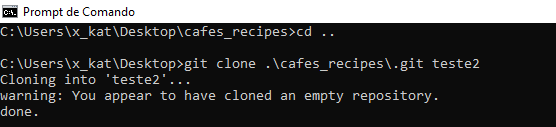 Prompt de Comando
C:\Users\x_kat\Desktop\cafes_recipes>cd ..
C:\Users\x_kat\Desktop>git clone .\cafes_recipes\.git teste2
Cloning into 'teste2'...
warning: You appear to have cloned an empty repository.
done.